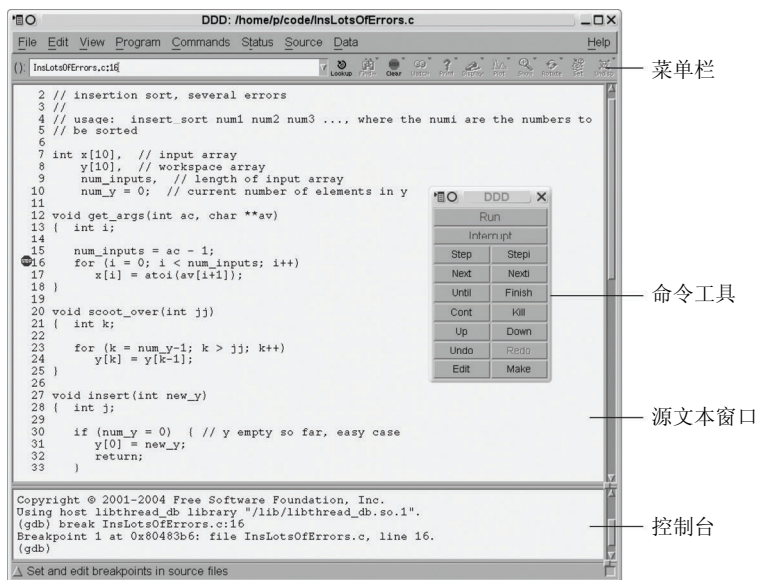 DDD: /home/p/code/InsLotsOfErrors.c
File Edit View Program Commands Status Source Data Help
(): InsLotsOfErrors.c:16
Lookup Find» Clear Watch Print Display Plot Show Rotate Set Undisp
菜单栏
2 // insertion sort, several errors
3 //
4 // usage: insert_sort num1 num2 num3 ..., where the numi are the numbers to
5 // be sorted
6
7 int x[10], // input array
8 y[10], // workspace array
9 num_inputs, // length of input array
10 num_y = 0; // current number of elements in y
11
12 void get_args(int ac, char **av)
13 { int i;
14
15 num_inputs = ac - 1;
16 for (i = 0; i < num_inputs; i++)
17 x[i] = atoi(av[i+1]);
18 }
19
20 void scoot_over(int jj)
21 { int k;
22
23 for (k = num_y-1; k > jj; k++)
24 y[k] = y[k-1];
25 }
26
27 void insert(int new_y)
28 { int j;
29
30 if (num_y = 0) { // y empty so far, easy case
31 y[0] = new_y;
32 return;
33 }
DDD
Run
Interrupt
Step Stepi
Next Nexti
Until Finish
Cont Kill
Up Down
Undo Redo
Edit Make
命令工具
源文本窗口
Copyright © 2001-2004 Free Software Foundation, Inc.
Using host libthread_db library "/lib/libthread_db.so.1".
(gdb) break InsLotsOfErrors.c:16
Breakpoint 1 at 0x80483b6: file InsLotsOfErrors.c, line 16.
(gdb)
控制台
Set and edit breakpoints in source files